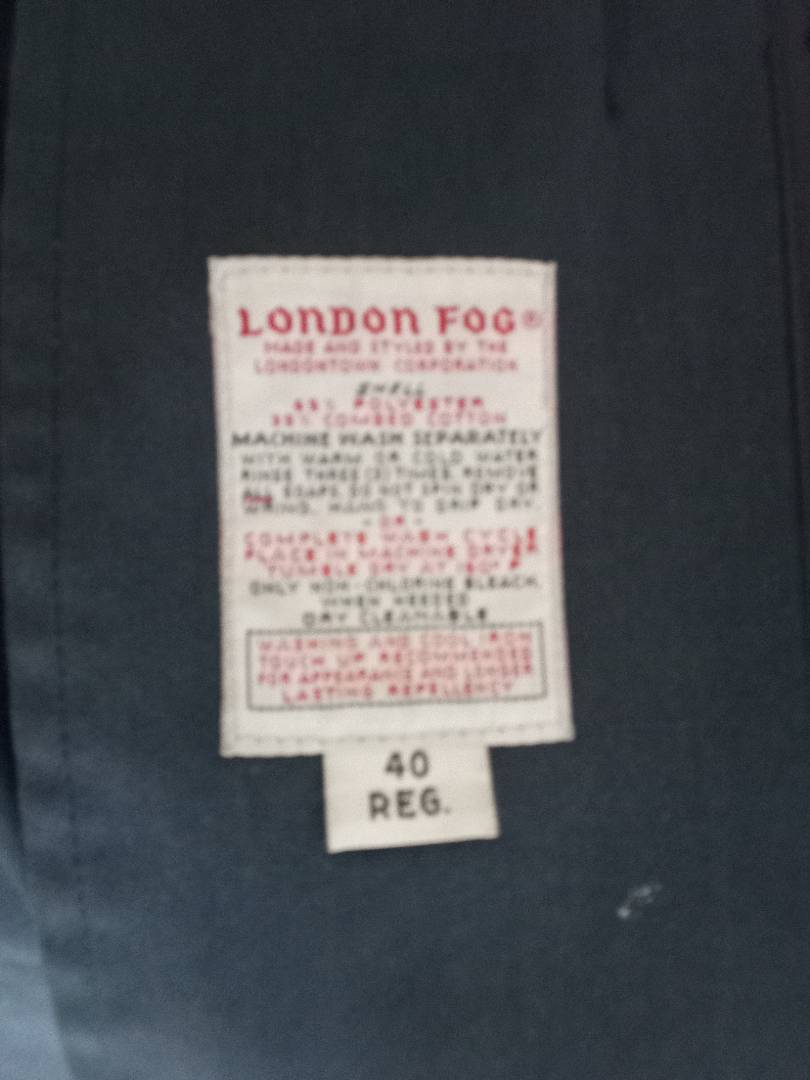 LONDON FOG®
MADE AND STYLED BY THE
LONDONTOWN CORPORATION
SHELL
65% POLYESTER
35% COMBED COTTON
MACHINE WASH SEPARATELY
WITH WARM OR COLD WATER
RINSE THREE (3) TIMES. REMOVE
ALL SOAPS. DO NOT SPIN DRY OR
WRING. HANG TO DRIP DRY.
- OR -
COMPLETE WASH CYCLE
PLACE IN MACHINE DRYER
TUMBLE DRY AT 160° F
ONLY NON-CHLORINE BLEACH,
WHEN NEEDED
DRY CLEANABLE
WASHING AND COOL IRON
TOUCH UP RECOMMENDED
FOR APPEARANCE AND LONGER
LASTING REPELLENCY
40
REG.